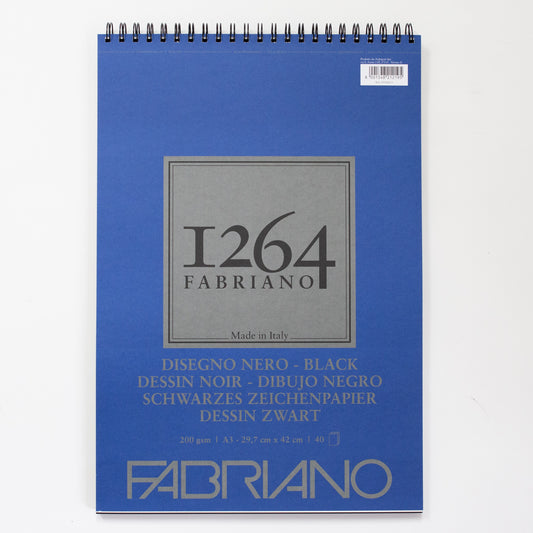 1264
FABRIANO
Made in Italy
DISEGNO NERO - BLACK
DESSIN NOIR - DIBUJO NEGRO
SCHWARZES ZEICHENPAPIER
DESSIN ZWART
200 gsm | A3 - 29,7 cm x 42 cm | 40
FABRIANO